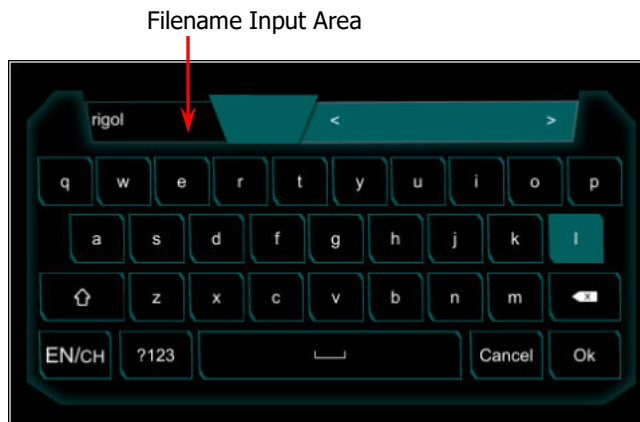 Filename Input Area
rigol < >
q w e r t y u i o p
a s d f g h j k l
z x c v b n m
EN/CH ?123 Cancel Ok